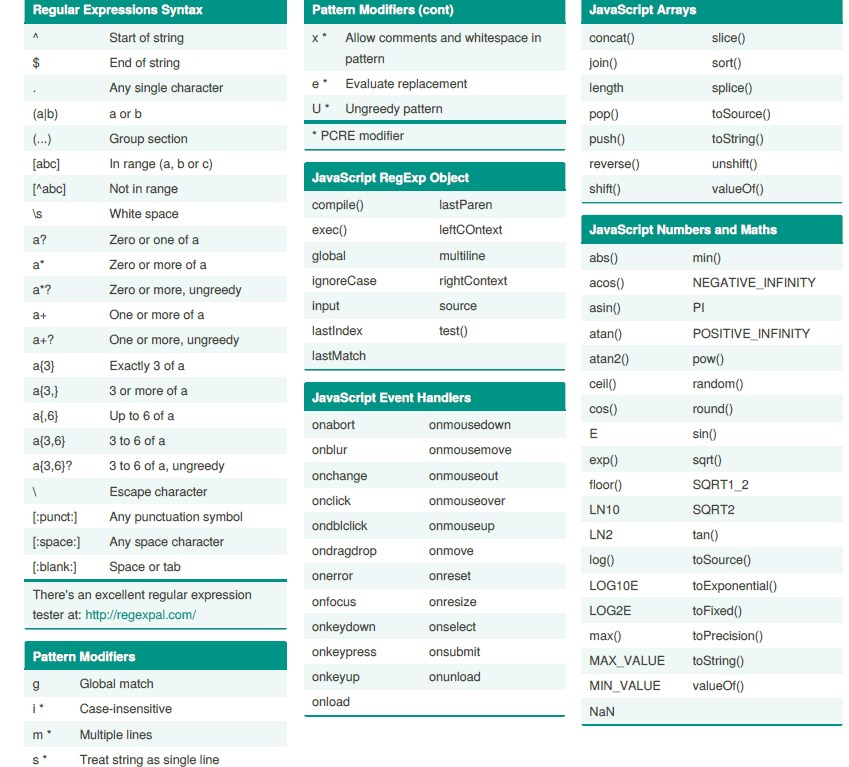 Regular Expressions Syntax
^ Start of string
$ End of string
. Any single character
(a|b) a or b
(...) Group section
[abc] In range (a, b or c)
[^abc] Not in range
\s White space
a? Zero or one of a
a* Zero or more of a
a*? Zero or more, ungreedy
a+ One or more of a
a+? One or more, ungreedy
a{3} Exactly 3 of a
a{3,} 3 or more of a
a{,6} Up to 6 of a
a{3,6} 3 to 6 of a
a{3,6}? 3 to 6 of a, ungreedy
\ Escape character
[:punct:] Any punctuation symbol
[:space:] Any space character
[:blank:] Space or tab
There's an excellent regular expression
tester at: http://regexpal.com/
Pattern Modifiers
g Global match
i * Case-insensitive
m * Multiple lines
s * Treat string as single line
Pattern Modifiers (cont)
x * Allow comments and whitespace in
pattern
e * Evaluate replacement
U * Ungreedy pattern
* PCRE modifier
JavaScript RegExp Object
compile() lastParen
exec() leftCOntext
global multiline
ignoreCase rightContext
input source
lastIndex test()
lastMatch
JavaScript Event Handlers
onabort onmousedown
onblur onmousemove
onchange onmouseout
onclick onmouseover
ondblclick onmouseup
ondragdrop onmove
onerror onreset
onfocus onresize
onkeydown onselect
onkeypress onsubmit
onkeyup onunload
onload
JavaScript Arrays
concat() slice()
join() sort()
length splice()
pop() toSource()
push() toString()
reverse() unshift()
shift() valueOf()
JavaScript Numbers and Maths
abs() min()
acos() NEGATIVE_INFINITY
asin() PI
atan() POSITIVE_INFINITY
atan2() pow()
ceil() random()
cos() round()
E sin()
exp() sqrt()
floor() SQRT1_2
LN10 SQRT2
LN2 tan()
log() toSource()
LOG10E toExponential()
LOG2E toFixed()
max() toPrecision()
MAX_VALUE toString()
MIN_VALUE valueOf()
NaN